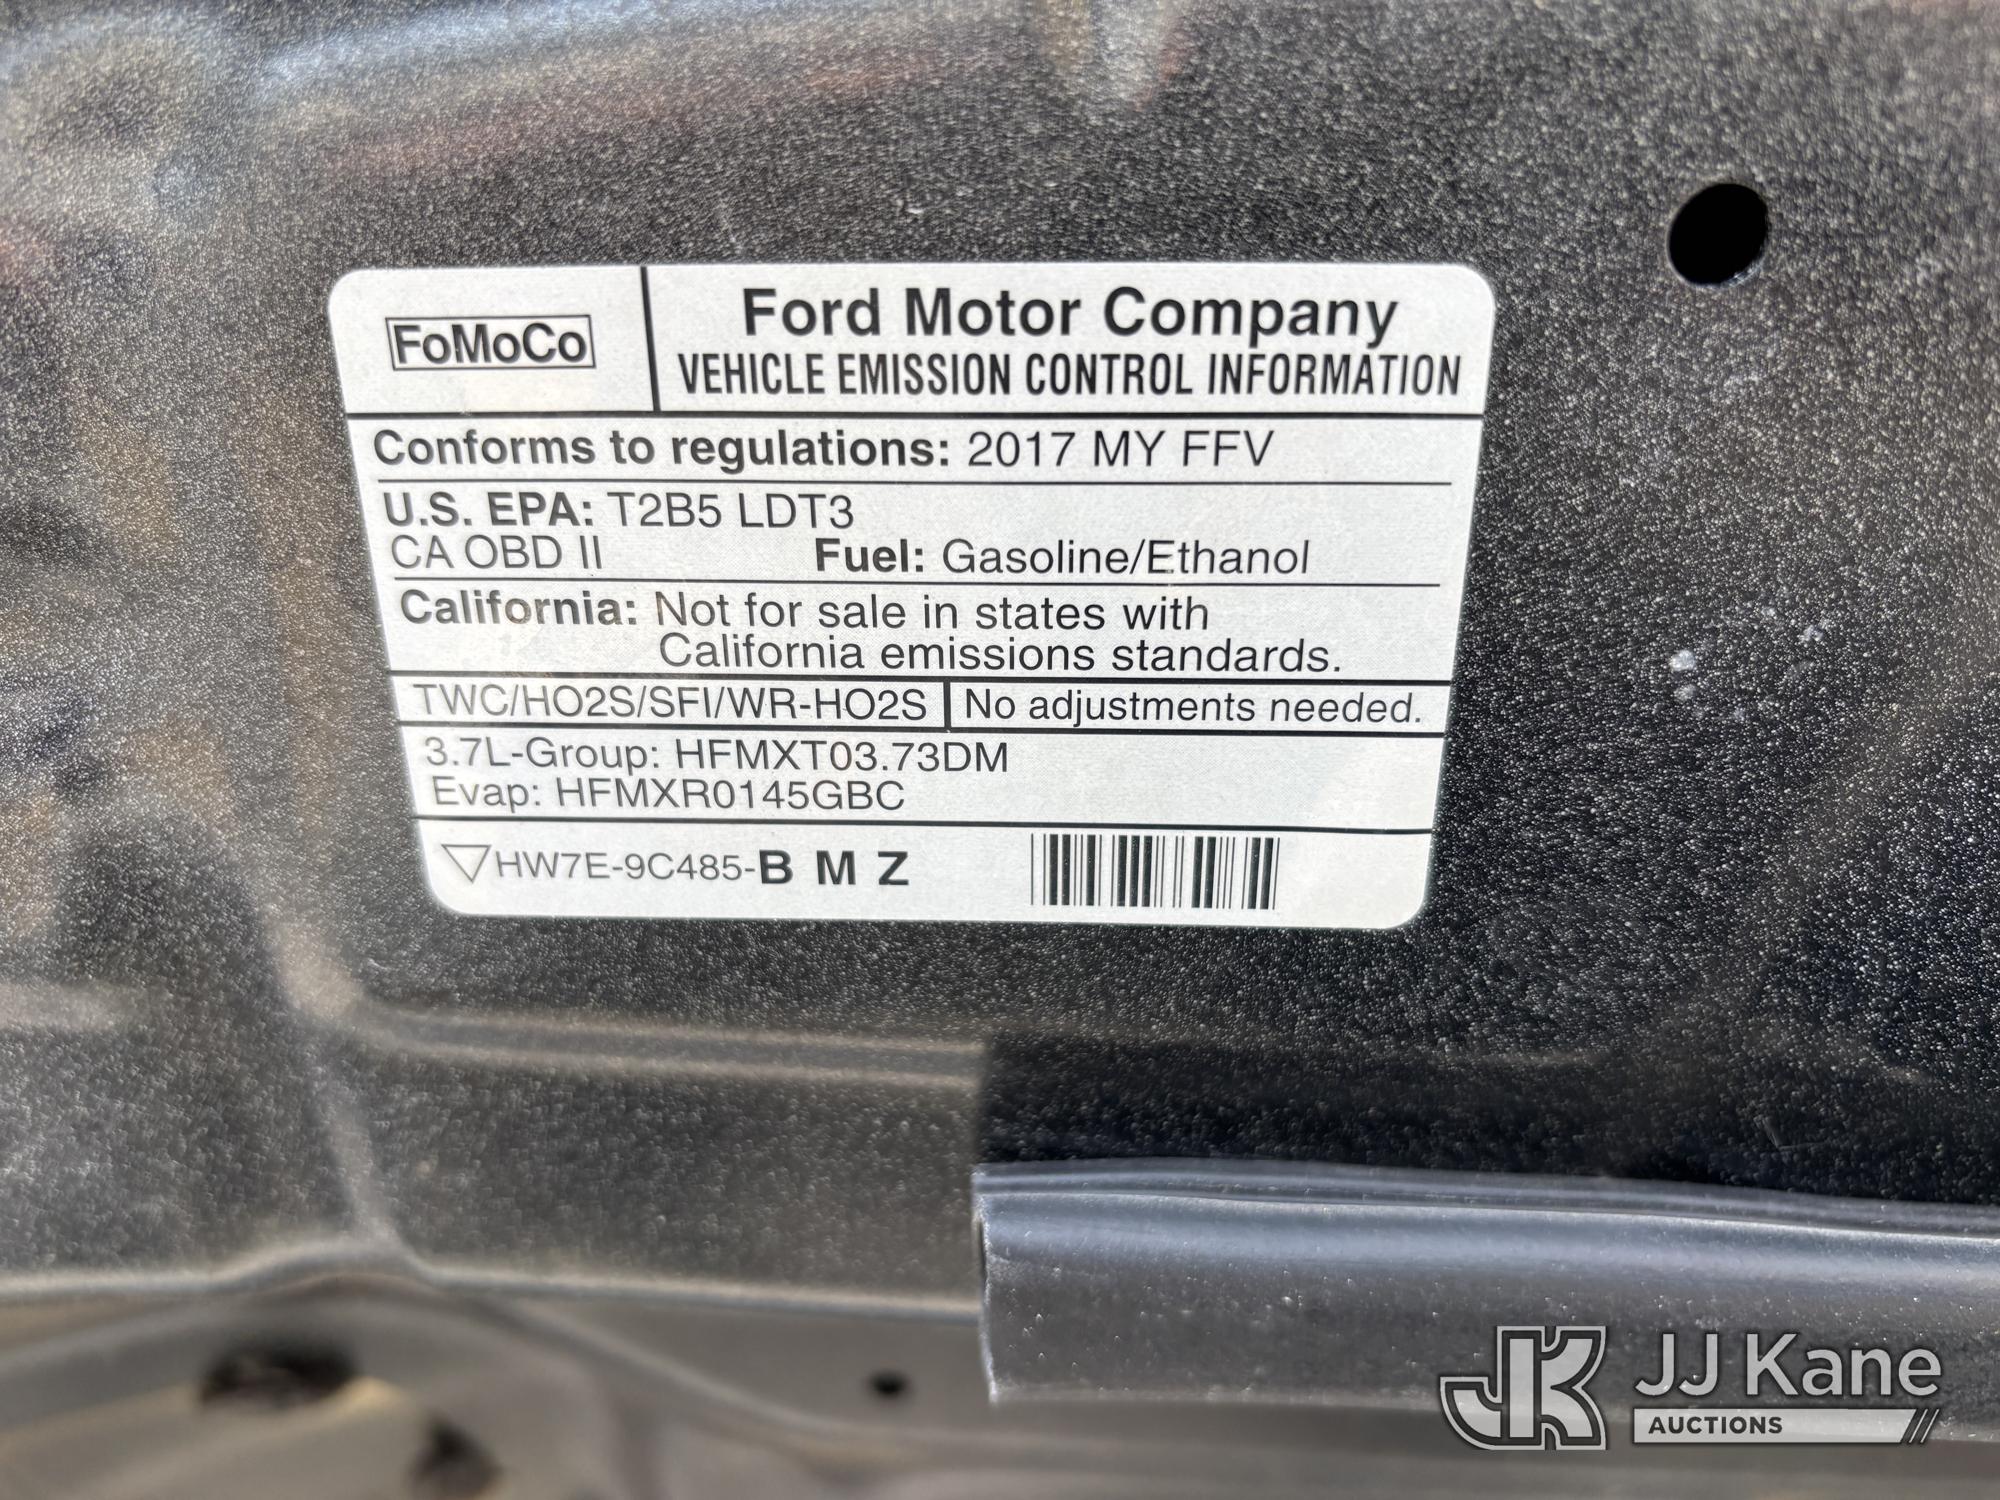 FoMoCo
Ford Motor Company
VEHICLE EMISSION CONTROL INFORMATION
Conforms to regulations: 2017 MY FFV
U.S. EPA: T2B5 LDT3
CA OBD II Fuel: Gasoline/Ethanol
California: Not for sale in states with
California emissions standards.
TWC/HO2S/SFI/WR-HO2S No adjustments needed.
3.7L-Group: HFMXT03.73DM
Evap: HFMXR0145GBC
HW7E-9C485-B M Z
JK JJ Kane
AUCTIONS